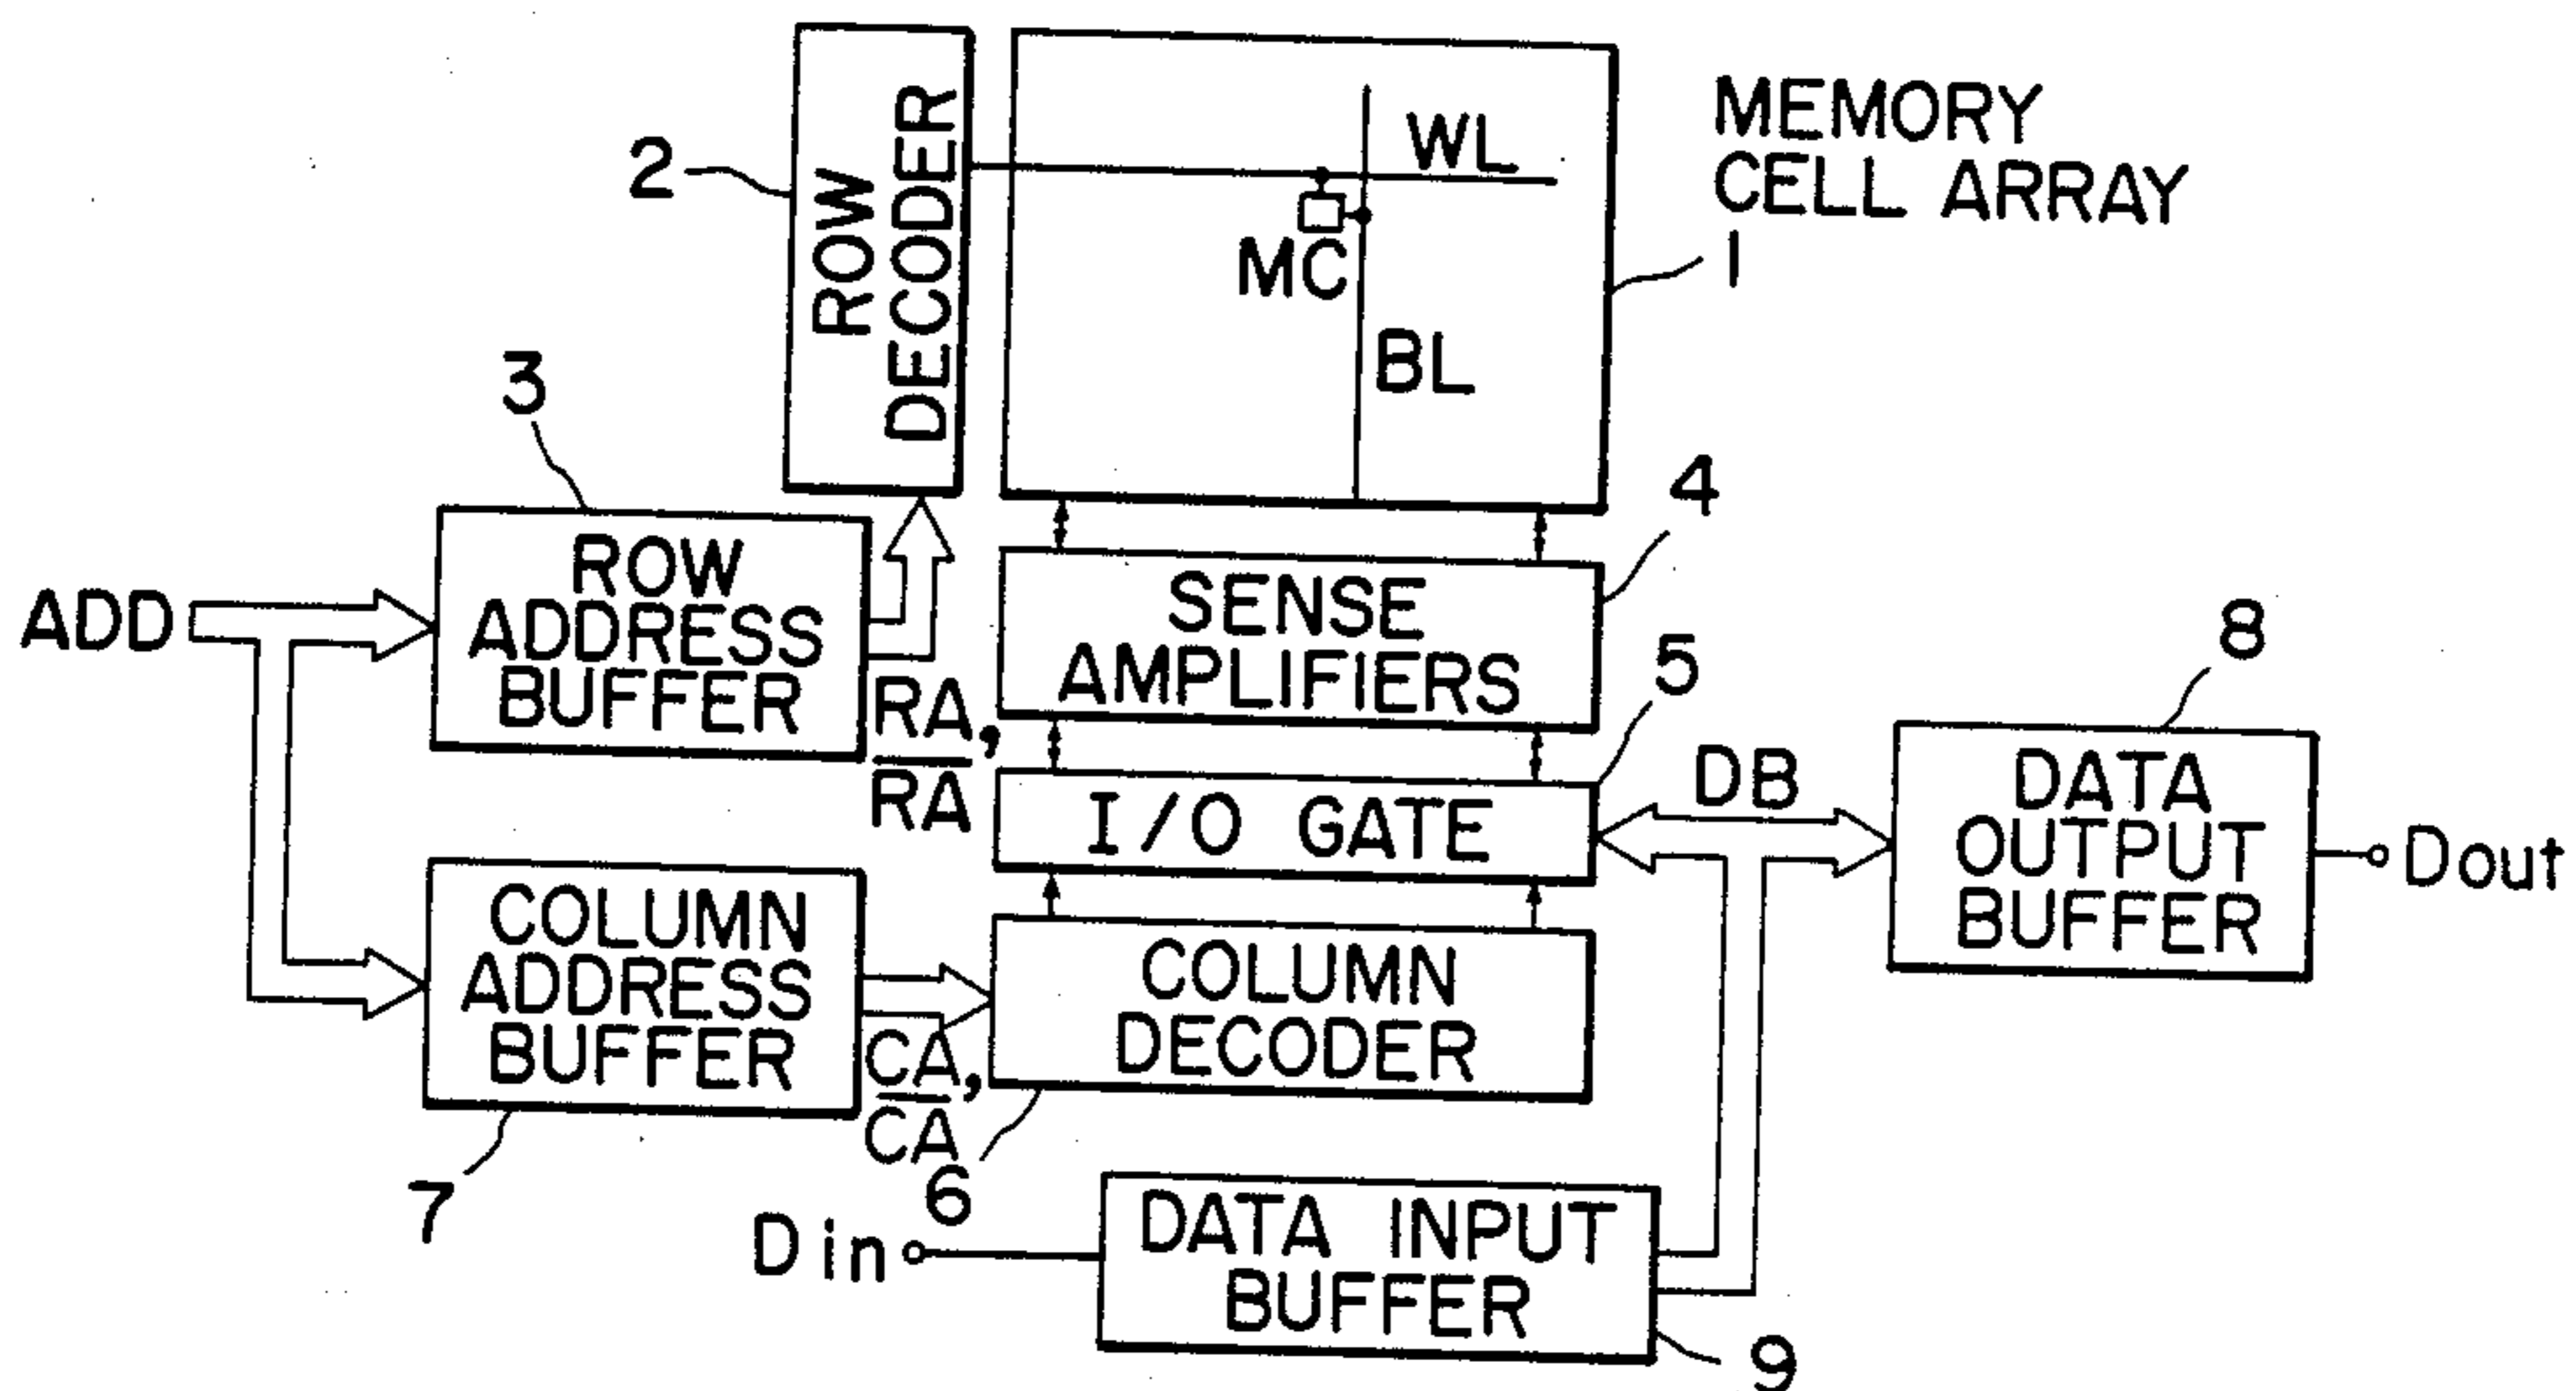 ROW
DECODER
2
WL
MC
BL
MEMORY
CELL ARRAY
1
3
ADD
ROW
ADDRESS
BUFFER
RA,
R̅A̅
4
SENSE
AMPLIFIERS
5
I/O GATE
DB
8
DATA
OUTPUT
BUFFER
Dout
COLUMN
ADDRESS
BUFFER
7
CA,
C̅A̅
COLUMN
DECODER
6
Din
DATA INPUT
BUFFER
9